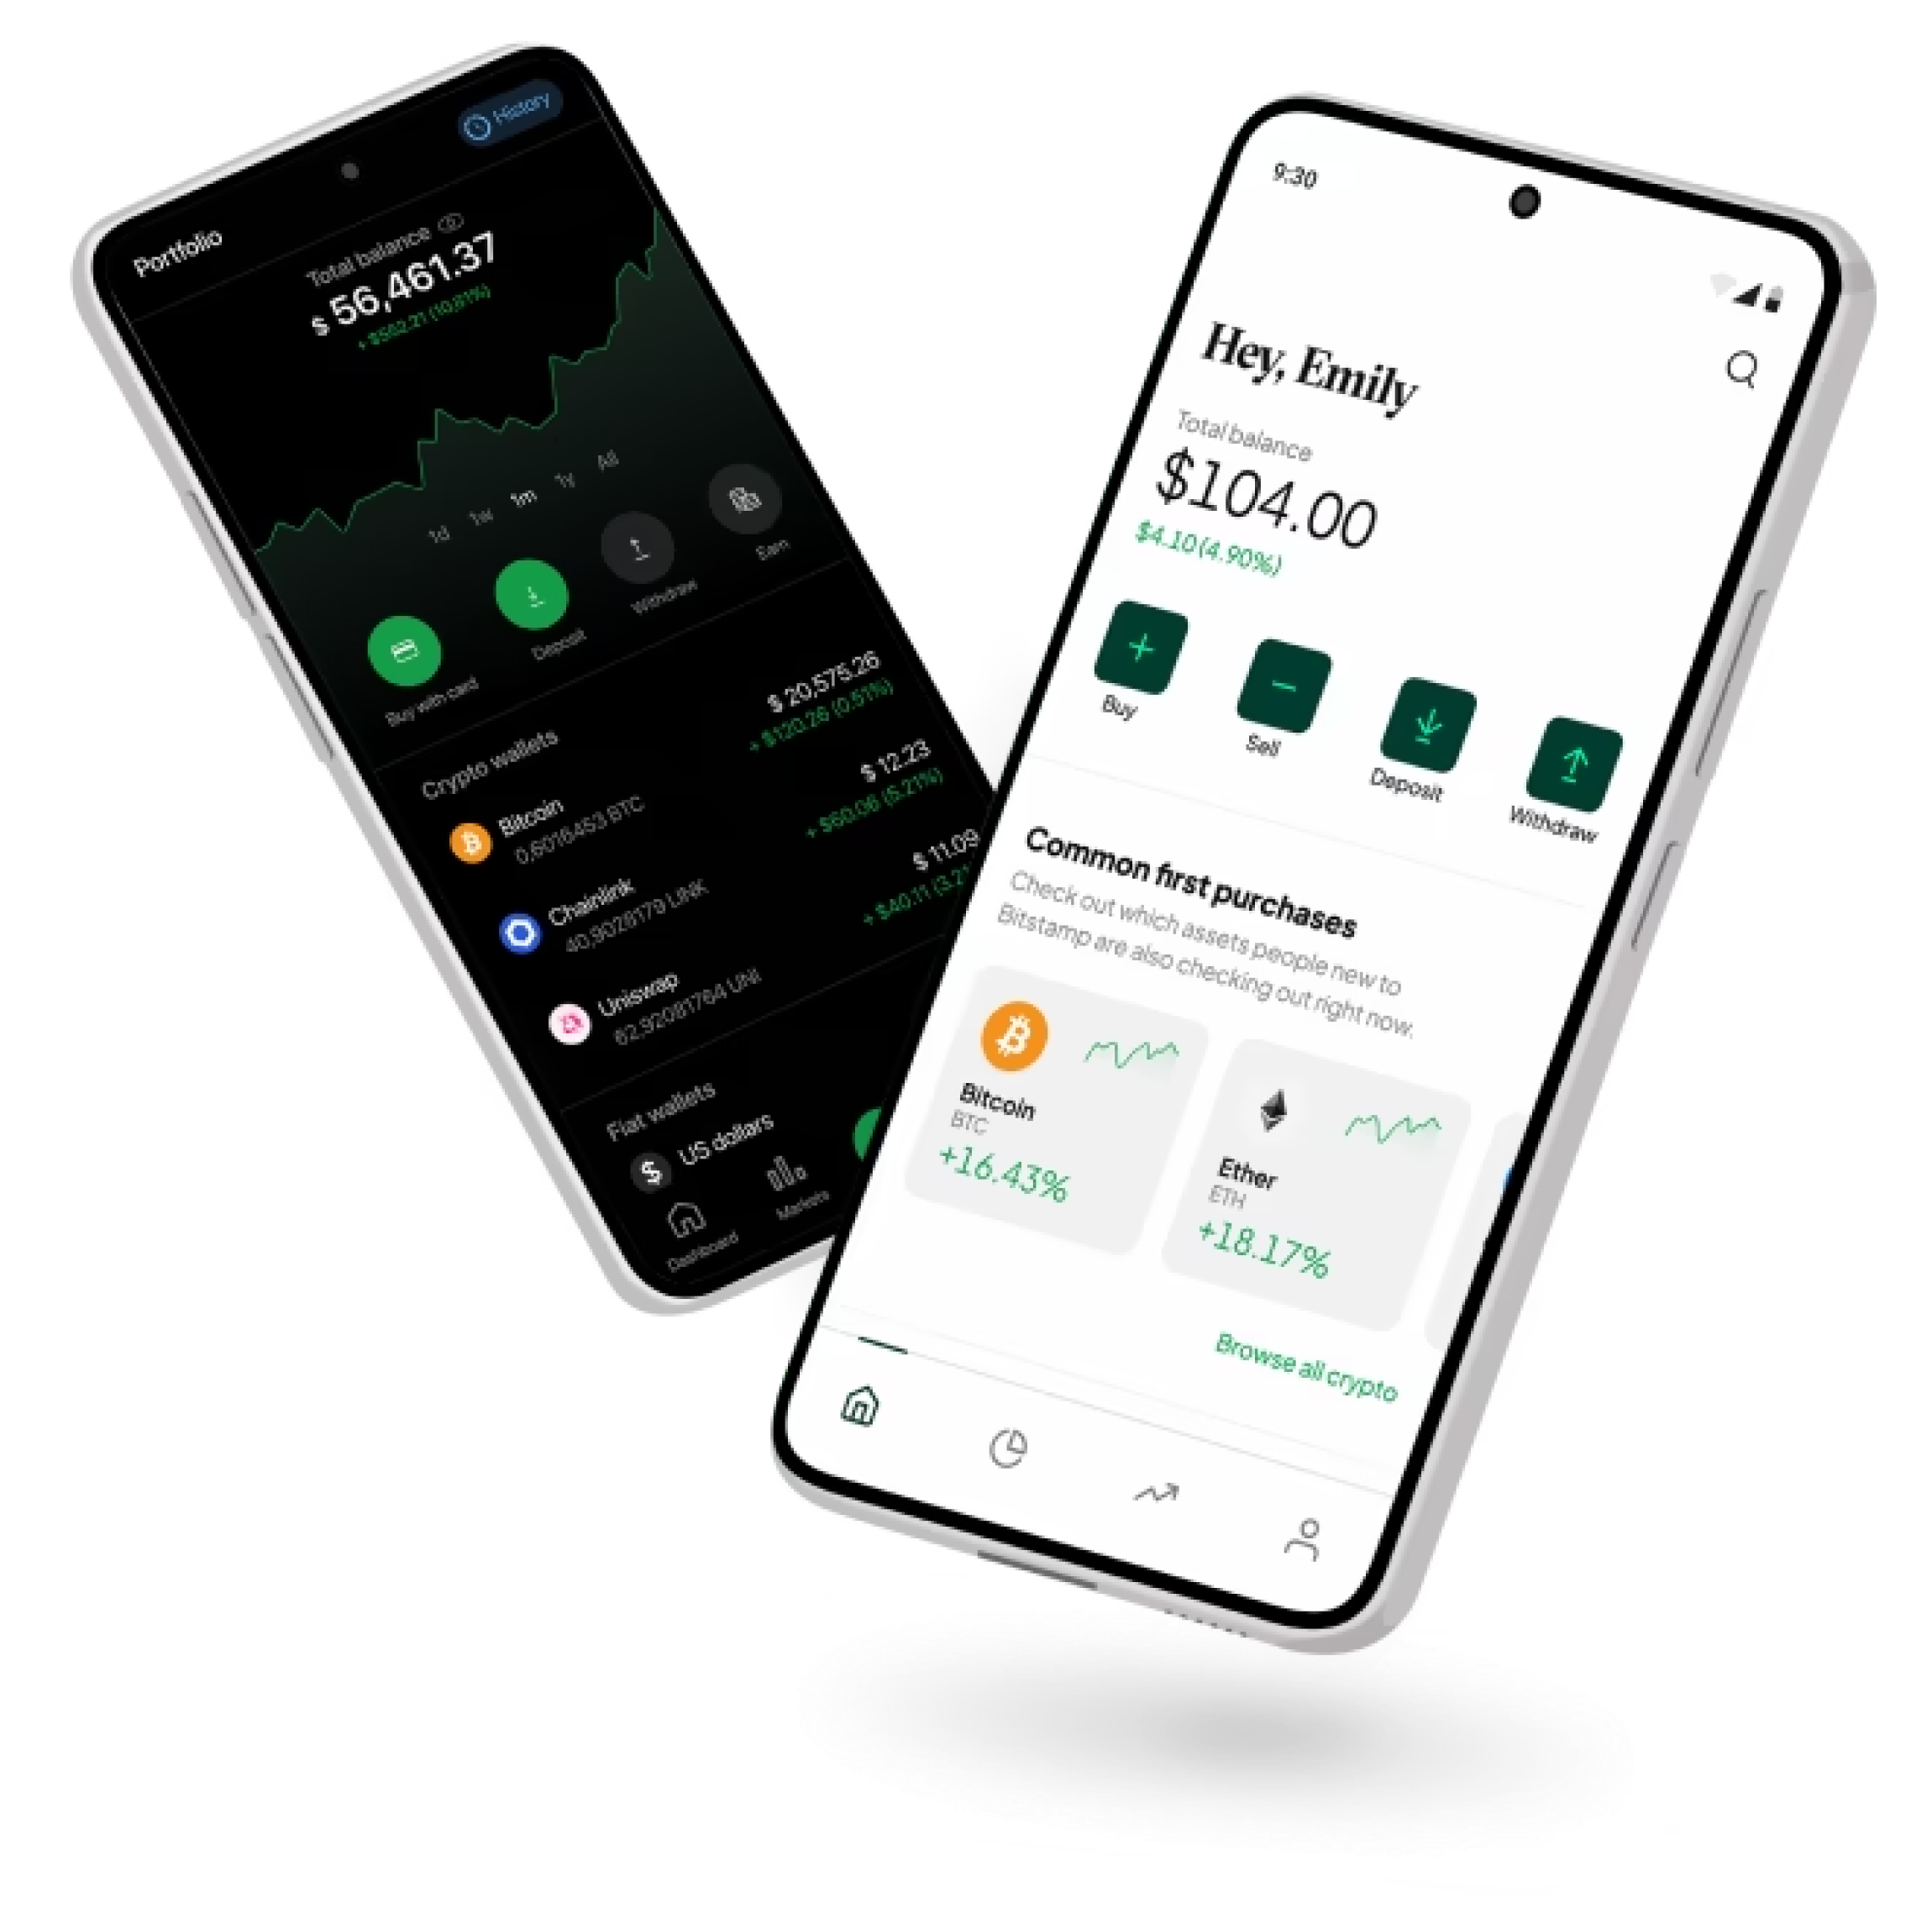 History
Portfolio
Total balance
$ 56,461.37
+ $562.21 (10,81%)
1d 1w 1m 1y All
Buy with card
Deposit
Withdraw
Earn
Crypto wallets
Bitcoin
0,6016453 BTC
$ 20,575.26
+ $120.26 (0.51%)
Chainlink
40,9028179 LINK
$ 12.23
+ $60.06 (5.21%)
Uniswap
62,92081764 UNI
$ 11.09
+ $40.11 (3.21
Fiat wallets
$ US dollars
Dashboard
Markets
9:30
Hey, Emily
Total balance
$104.00
$4.10 (4.90%)
Buy
Sell
Deposit
Withdraw
Common first purchases
Check out which assets people new to
Bitstamp are also checking out right now.
Bitcoin
BTC
+16.43%
Ether
ETH
+18.17%
Browse all crypto